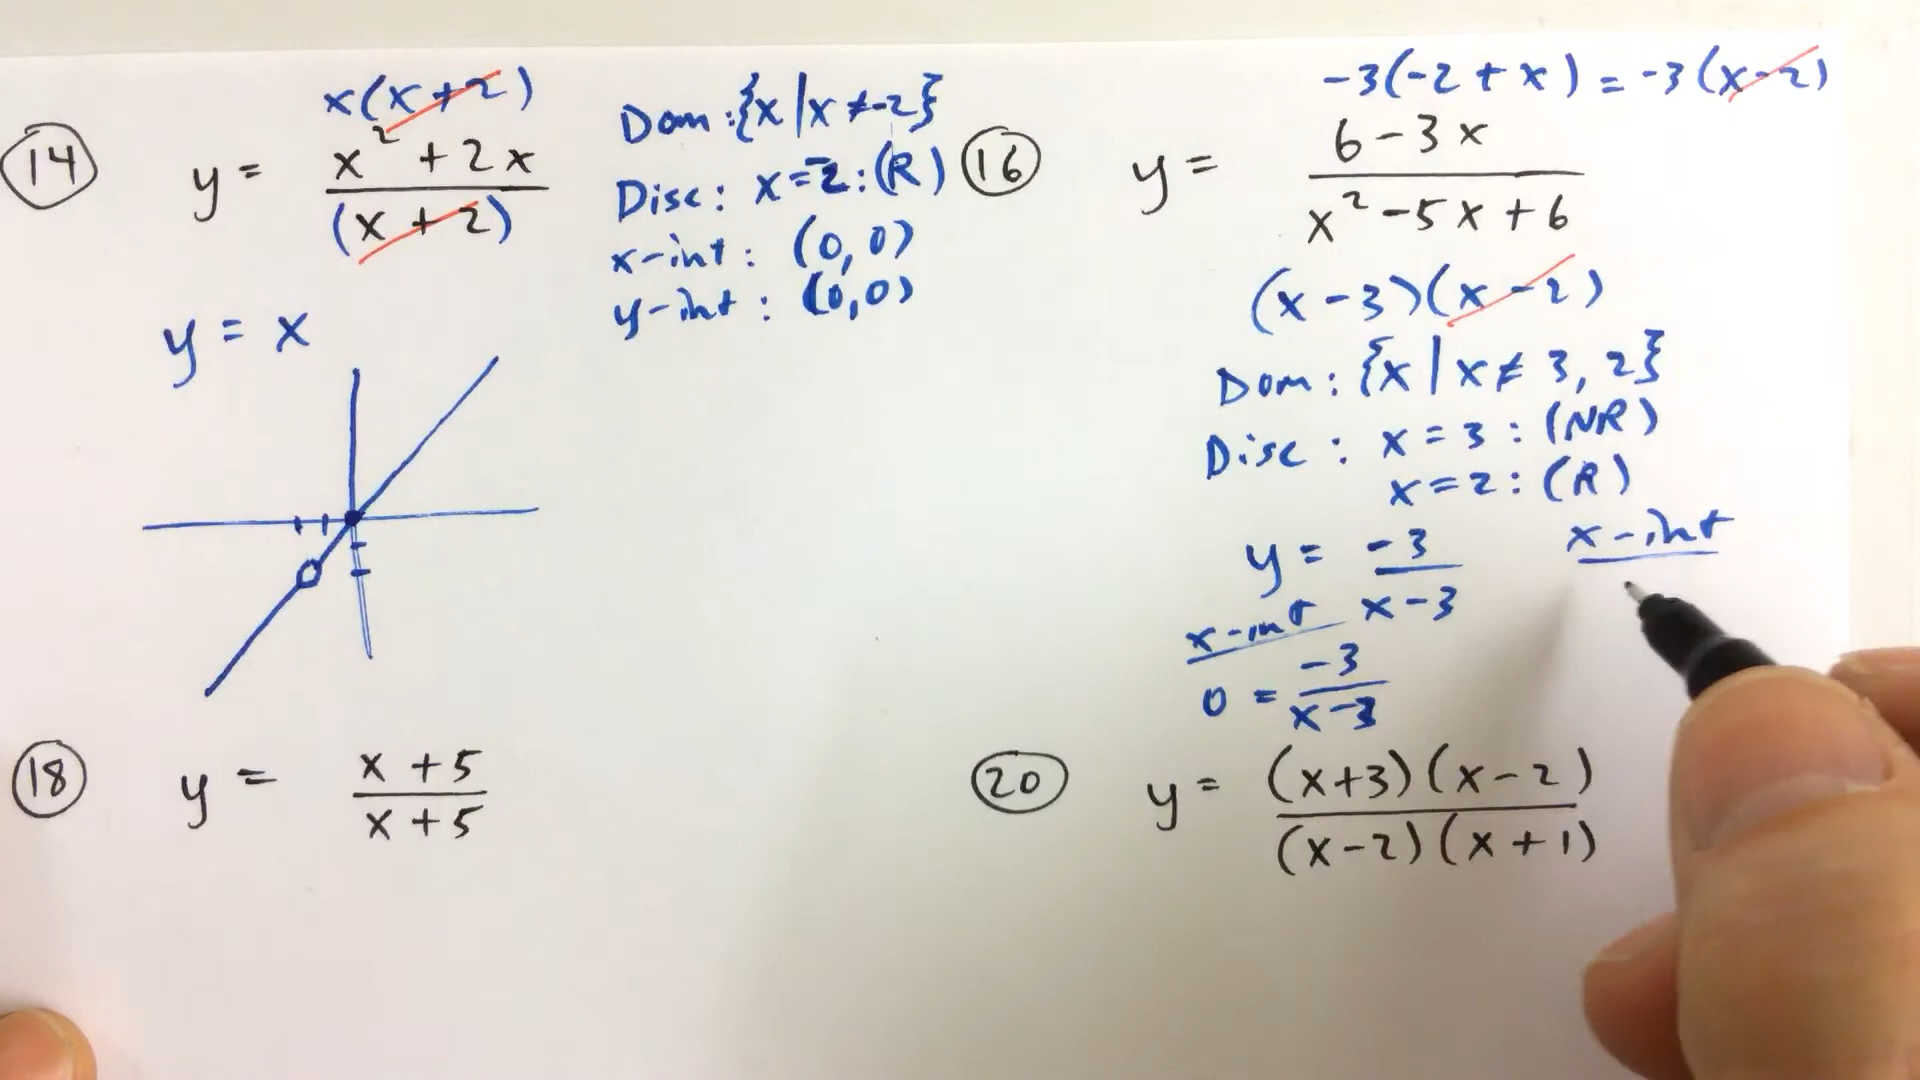 14
x(x+2)
y = x² + 2x / (x + 2)
Dom: {x | x ≠ -2}
Disc: x = -2: (R)
x-int: (0, 0)
y-int: (0,0)
y = x
16
-3(-2 + x) = -3(x-2)
y = 6 - 3x / x² - 5x + 6
(x - 3)(x - 2)
Dom: {x | x ≠ 3, 2}
Disc: x = 3: (NR)
x = 2: (R)
y = -3 / x - 3
x-int
0 = -3 / x - 3
x-int
18
y = x + 5 / x + 5
20
y = (x+3)(x-2) / (x-2)(x+1)